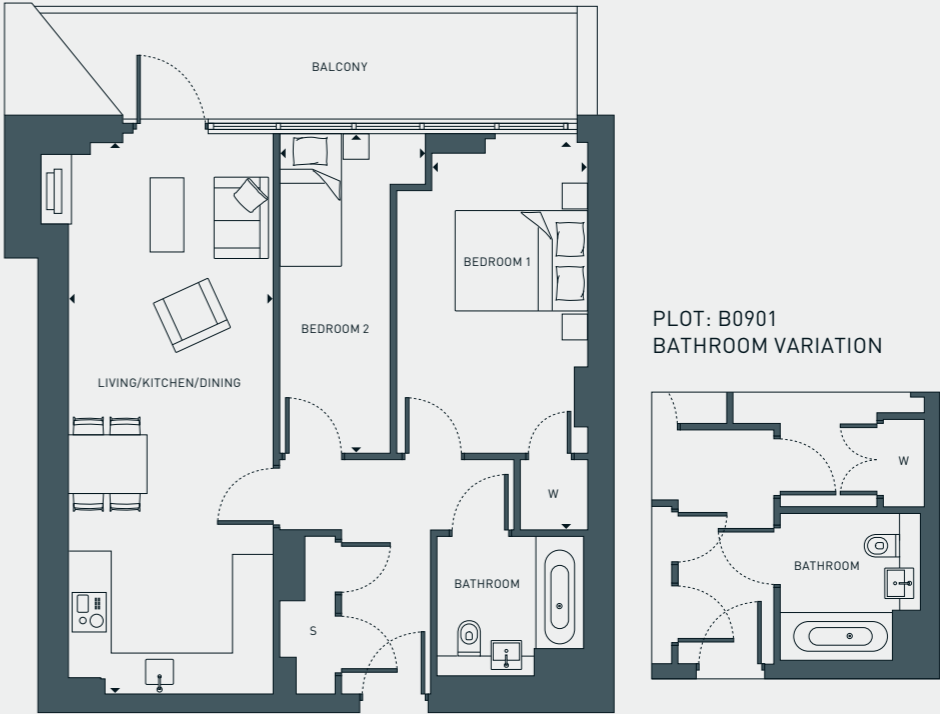 BALCONY
BEDROOM 1
BEDROOM 2
PLOT: B0901
BATHROOM VARIATION
LIVING/KITCHEN/DINING
W
W
BATHROOM
BATHROOM
S